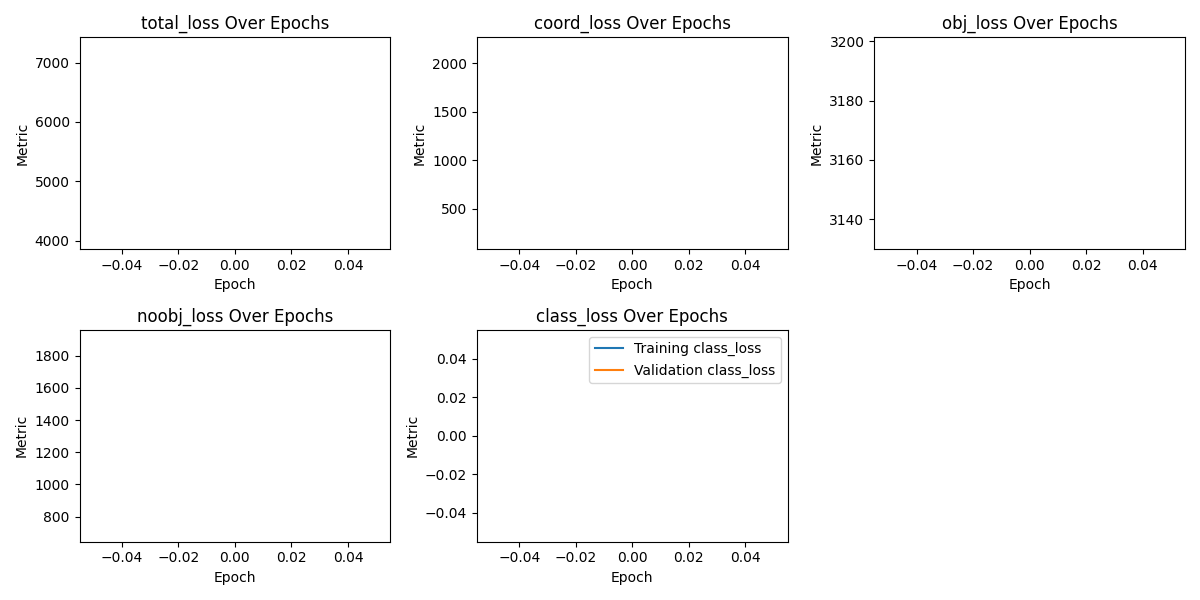 total_loss Over Epochs
7000
6000
5000
4000
Metric
−0.04 −0.02 0.00 0.02 0.04
Epoch
coord_loss Over Epochs
2000
1500
1000
500
Metric
−0.04 −0.02 0.00 0.02 0.04
Epoch
obj_loss Over Epochs
3200
3180
3160
3140
Metric
−0.04 −0.02 0.00 0.02 0.04
Epoch
noobj_loss Over Epochs
1800
1600
1400
1200
1000
800
Metric
−0.04 −0.02 0.00 0.02 0.04
Epoch
class_loss Over Epochs
Training class_loss
Validation class_loss
0.04
0.02
0.00
−0.02
−0.04
Metric
−0.04 −0.02 0.00 0.02 0.04
Epoch